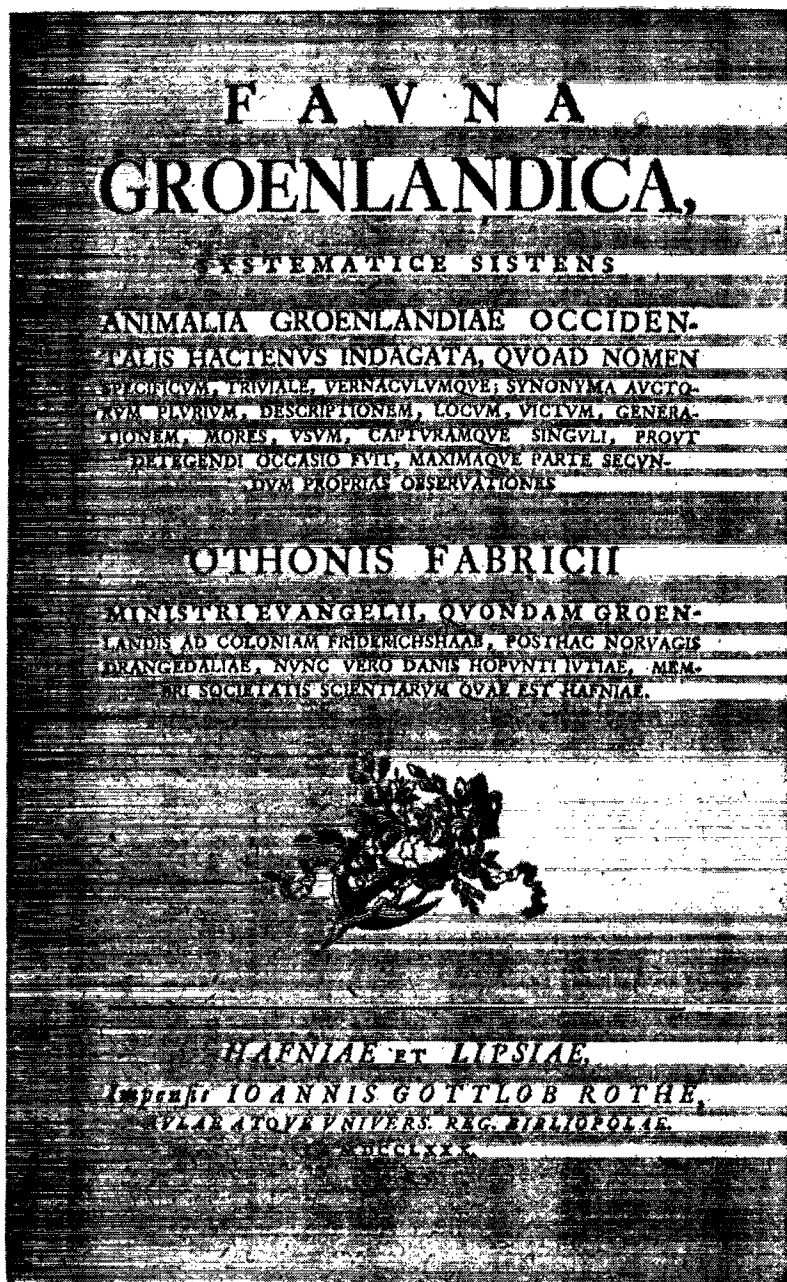 FAVNA
GROENLANDICA,
SYSTEMATICE SISTENS
ANIMALIA GROENLANDIAE OCCIDEN-
TALIS HACTENVS INDAGATA, QVOAD NOMEN
SPECIFICVM, TRIVIALE, VERNACVLVMQVE; SYNONYMA AVCTO-
RVM PLVRIVM, DESCRIPTIONEM, LOCVM, VICTVM, GENERA-
TIONEM, MORES, VSVM, CAPTVRAMQVE SINGVLI, PROVT
DETEGENDI OCCASIO FVIT, MAXIMAQVE PARTE SECVN-
DVM PROPRIAS OBSERVATIONES
OTHONIS FABRICII
MINISTRI EVANGELII, QVONDAM GROEN-
LANDIS AD COLONIAM FRIDERICHSHAAB, POSTHAC NORVAGIS
DRANGEDALIAE, NVNC VERO DANIS HOPVNTI IVTIAE, MEM-
BRI SOCIETATIS SCIENTIARVM QVAE EST HAFNIAE.
HAFNIAE ET LIPSIAE,
Impensis IOANNIS GOTTLOB ROTHE,
AVLAE ATQVE VNIVERS. REG. BIBLIOPOLAE.
MDCCLXXX.